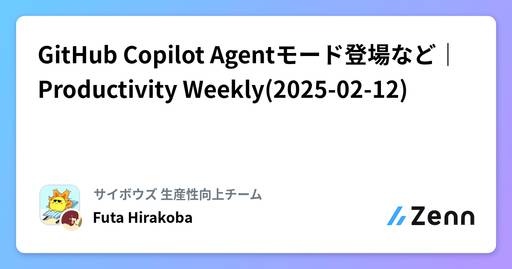 GitHub Copilot Agentモード登場など｜
Productivity Weekly(2025-02-12)
サイボウズ 生産性向上チーム
Futa Hirakoba
Zenn